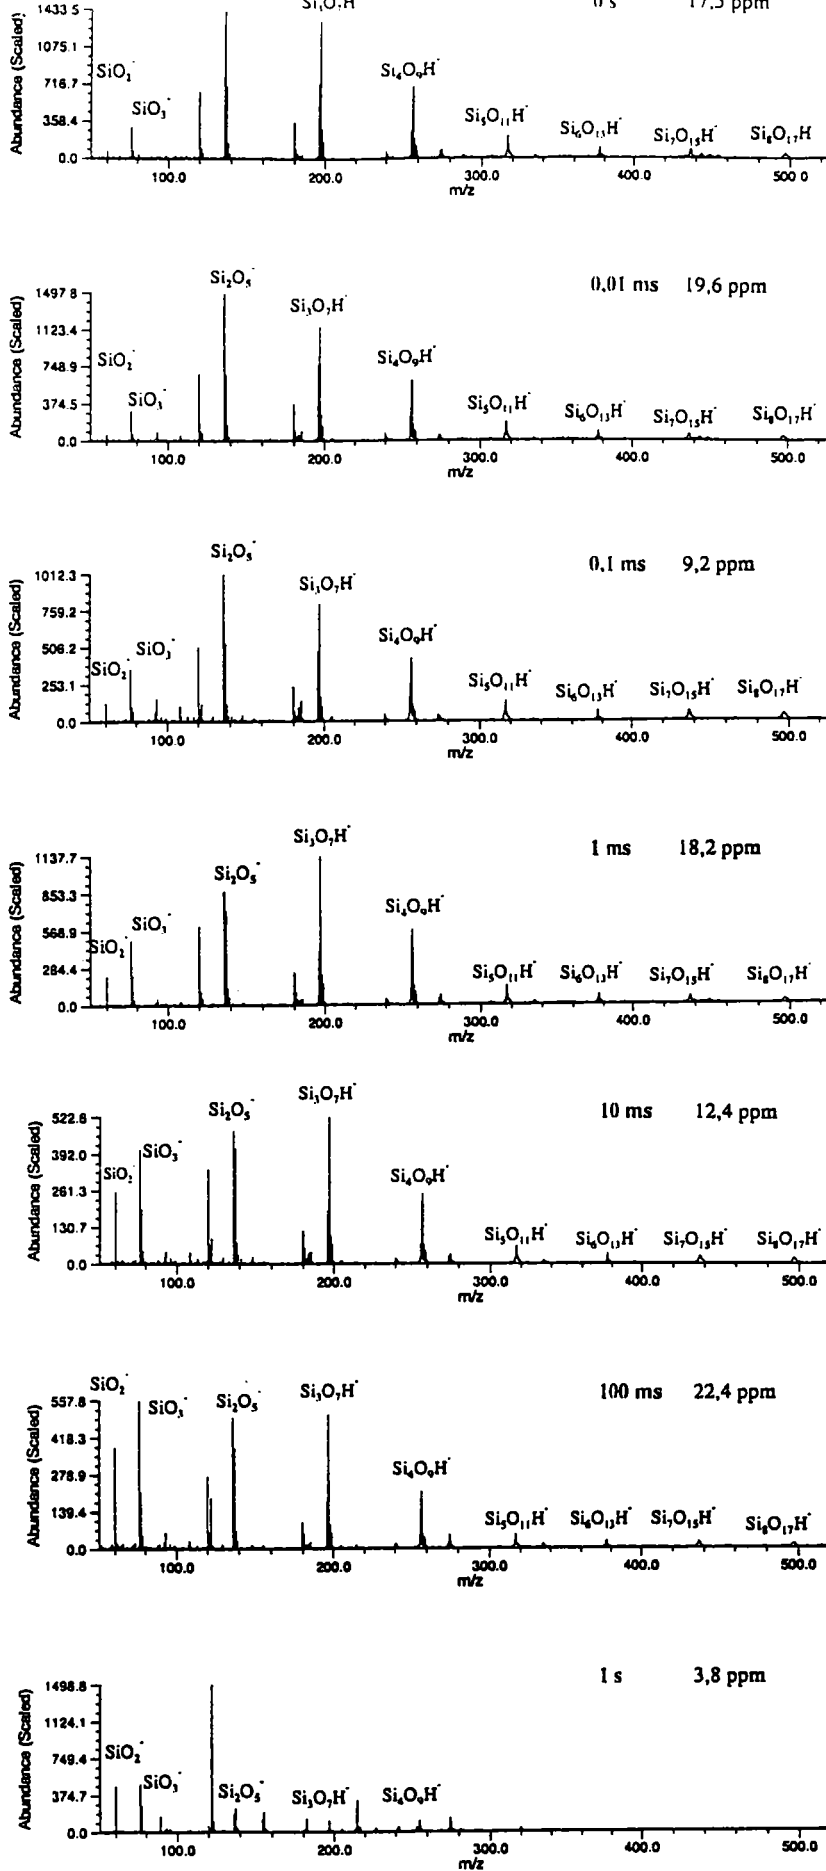 Si₃O₇H⁻ 0 s 17,5 ppm
1433.5
1075.1
716.7
358.4
0.0
Abundance (Scaled)
SiO₂⁻ SiO₃⁻ Si₄O₉H⁻ Si₅O₁₁H⁻ Si₆O₁₃H⁻ Si₇O₁₅H⁻ Si₈O₁₇H
100.0 200.0 300.0 400.0 500.0
m/z
0,01 ms 19,6 ppm
1497.8
1123.4
748.9
374.5
0.0
Abundance (Scaled)
SiO₂⁻ SiO₃⁻ Si₂O₅⁻ Si₃O₇H⁻ Si₄O₉H⁻ Si₅O₁₁H⁻ Si₆O₁₃H⁻ Si₇O₁₅H⁻ Si₈O₁₇H⁻
100.0 200.0 300.0 400.0 500.0
m/z
0,1 ms 9,2 ppm
1012.3
759.2
506.2
253.1
0.0
Abundance (Scaled)
SiO₂⁻ SiO₃⁻ Si₂O₅⁻ Si₃O₇H⁻ Si₄O₉H⁻ Si₅O₁₁H⁻ Si₆O₁₃H⁻ Si₇O₁₅H⁻ Si₈O₁₇H⁻
100.0 200.0 300.0 400.0 500.0
m/z
1 ms 18,2 ppm
1137.7
853.3
568.9
284.4
0.0
Abundance (Scaled)
SiO₂⁻ SiO₃⁻ Si₂O₅⁻ Si₃O₇H⁻ Si₄O₉H⁻ Si₅O₁₁H⁻ Si₆O₁₃H⁻ Si₇O₁₅H⁻ Si₈O₁₇H⁻
100.0 200.0 300.0 400.0 500.0
m/z
10 ms 12,4 ppm
522.6
392.0
261.3
130.7
0.0
Abundance (Scaled)
SiO₂⁻ SiO₃⁻ Si₂O₅⁻ Si₃O₇H⁻ Si₄O₉H⁻ Si₅O₁₁H⁻ Si₆O₁₃H⁻ Si₇O₁₅H⁻ Si₈O₁₇H⁻
100.0 200.0 300.0 400.0 500.0
m/z
100 ms 22,4 ppm
557.8
418.3
278.9
139.4
0.0
Abundance (Scaled)
SiO₂⁻ SiO₃⁻ Si₂O₅⁻ Si₃O₇H⁻ Si₄O₉H⁻ Si₅O₁₁H⁻ Si₆O₁₃H⁻ Si₇O₁₅H⁻ Si₈O₁₇H⁻
100.0 200.0 300.0 400.0 500.0
m/z
1 s 3,8 ppm
1498.8
1124.1
749.4
374.7
0.0
Abundance (Scaled)
SiO₂⁻ SiO₃⁻ Si₂O₅⁻ Si₃O₇H⁻ Si₄O₉H⁻
100.0 200.0 300.0 400.0 500.0
m/z